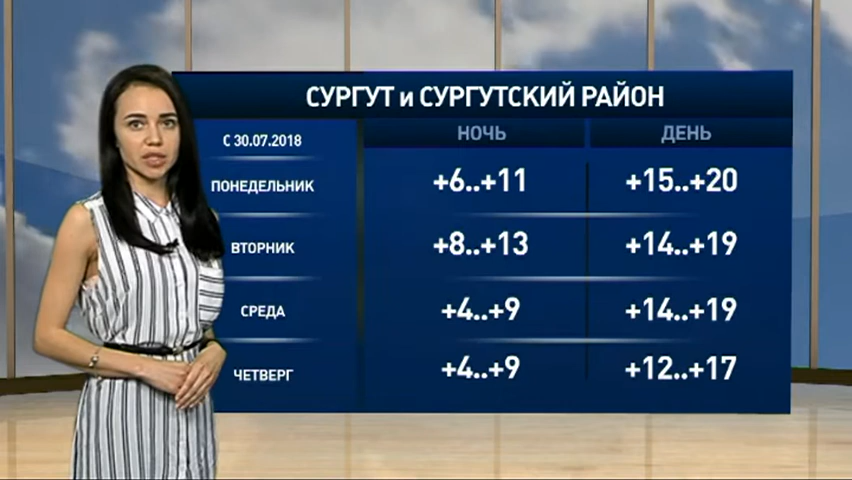 СУРГУТ и СУРГУТСКИЙ РАЙОН
С 30.07.2018 НОЧЬ ДЕНЬ
ПОНЕДЕЛЬНИК +6..+11 +15..+20
ВТОРНИК +8..+13 +14..+19
СРЕДА +4..+9 +14..+19
ЧЕТВЕРГ +4..+9 +12..+17